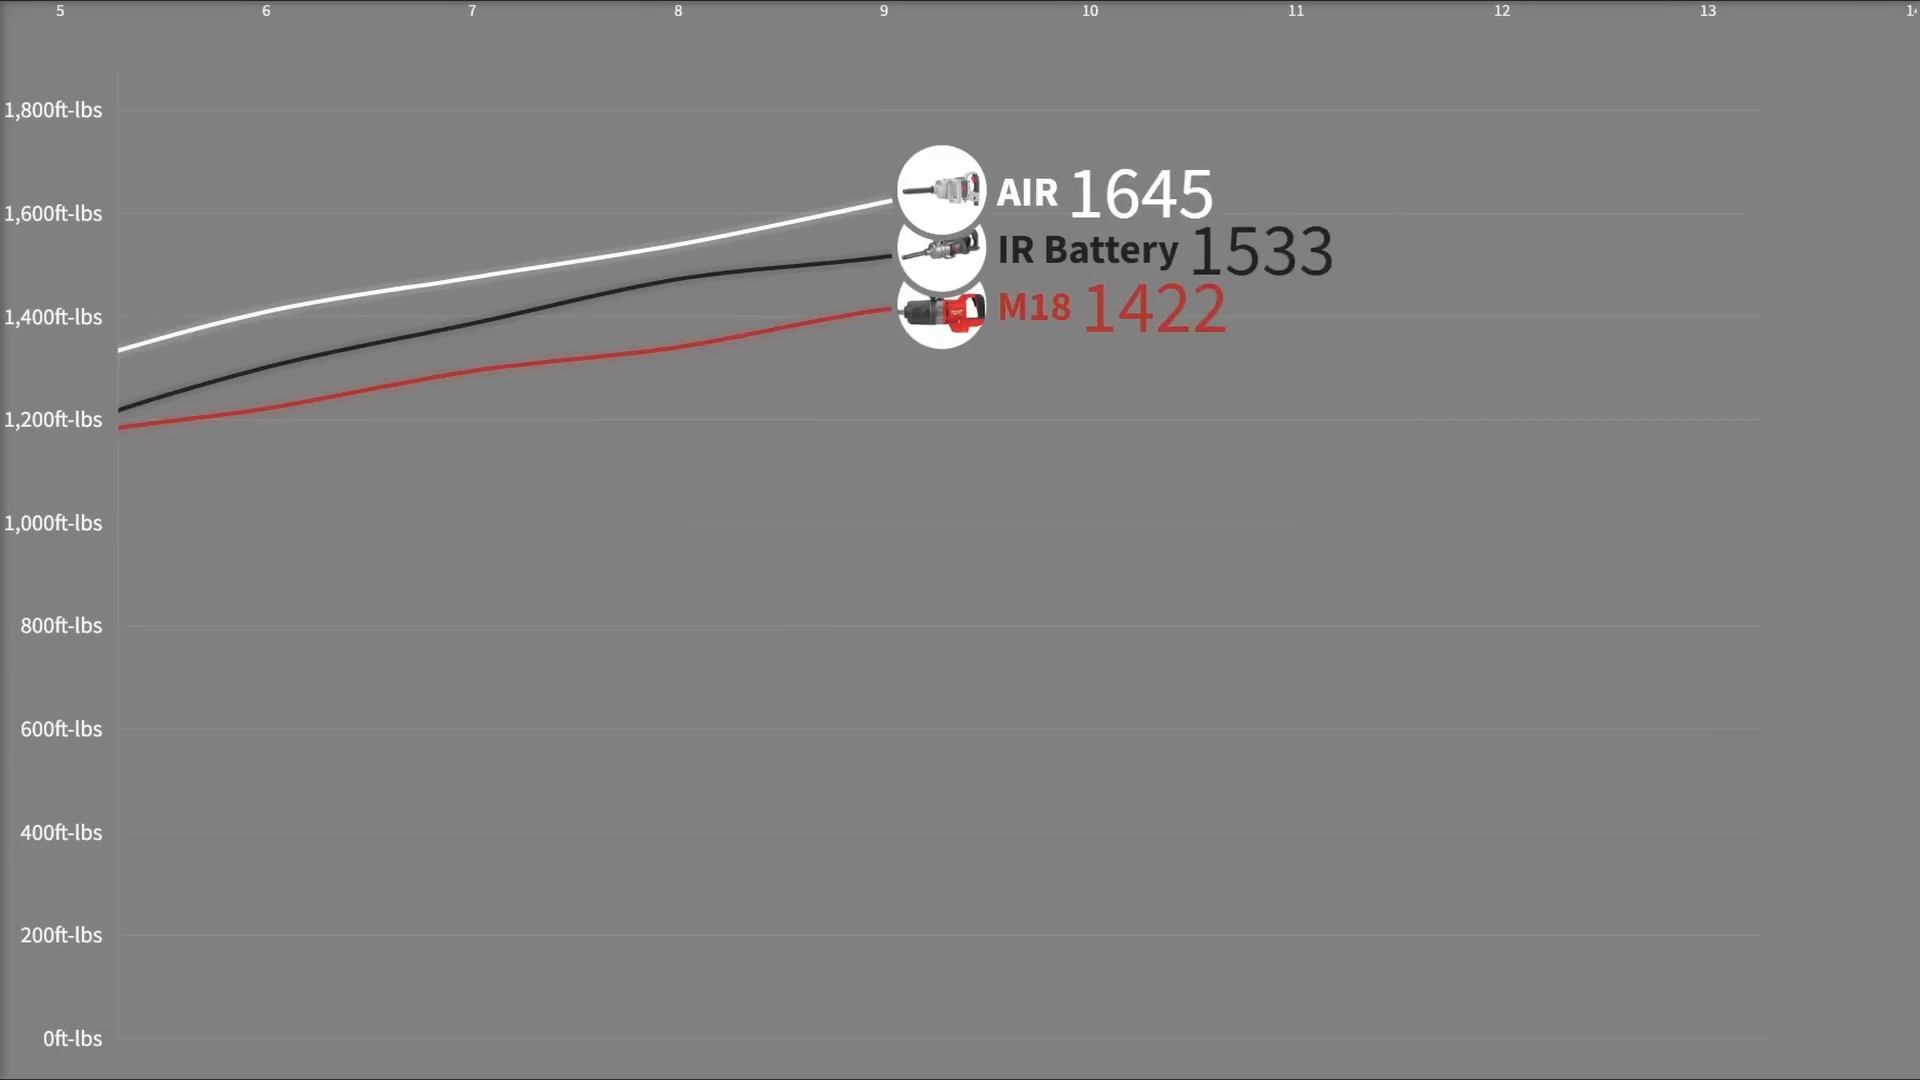 5 6 7 8 9 10 11 12 13
1,800ft-lbs
AIR 1645
1,600ft-lbs
IR Battery 1533
M18 1422
1,400ft-lbs
1,200ft-lbs
1,000ft-lbs
800ft-lbs
600ft-lbs
400ft-lbs
200ft-lbs
0ft-lbs